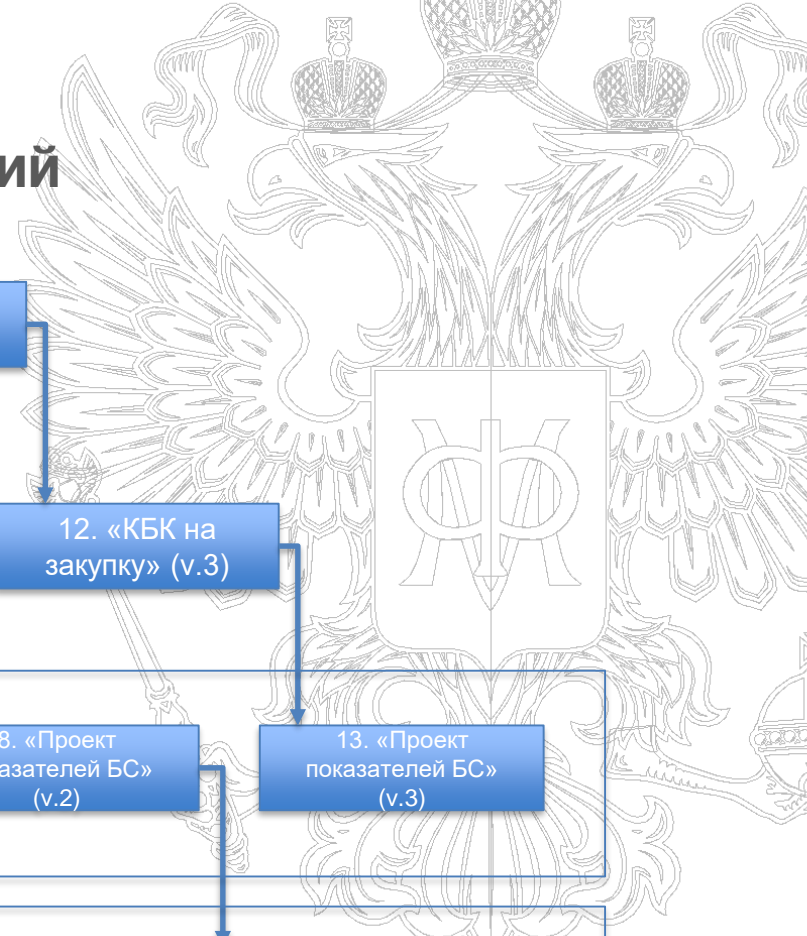 ий
12. «КБК на
закупку» (v.3)
8. «Проект
азателей БС»
(v.2)
13. «Проект
показателей БС»
(v.3)